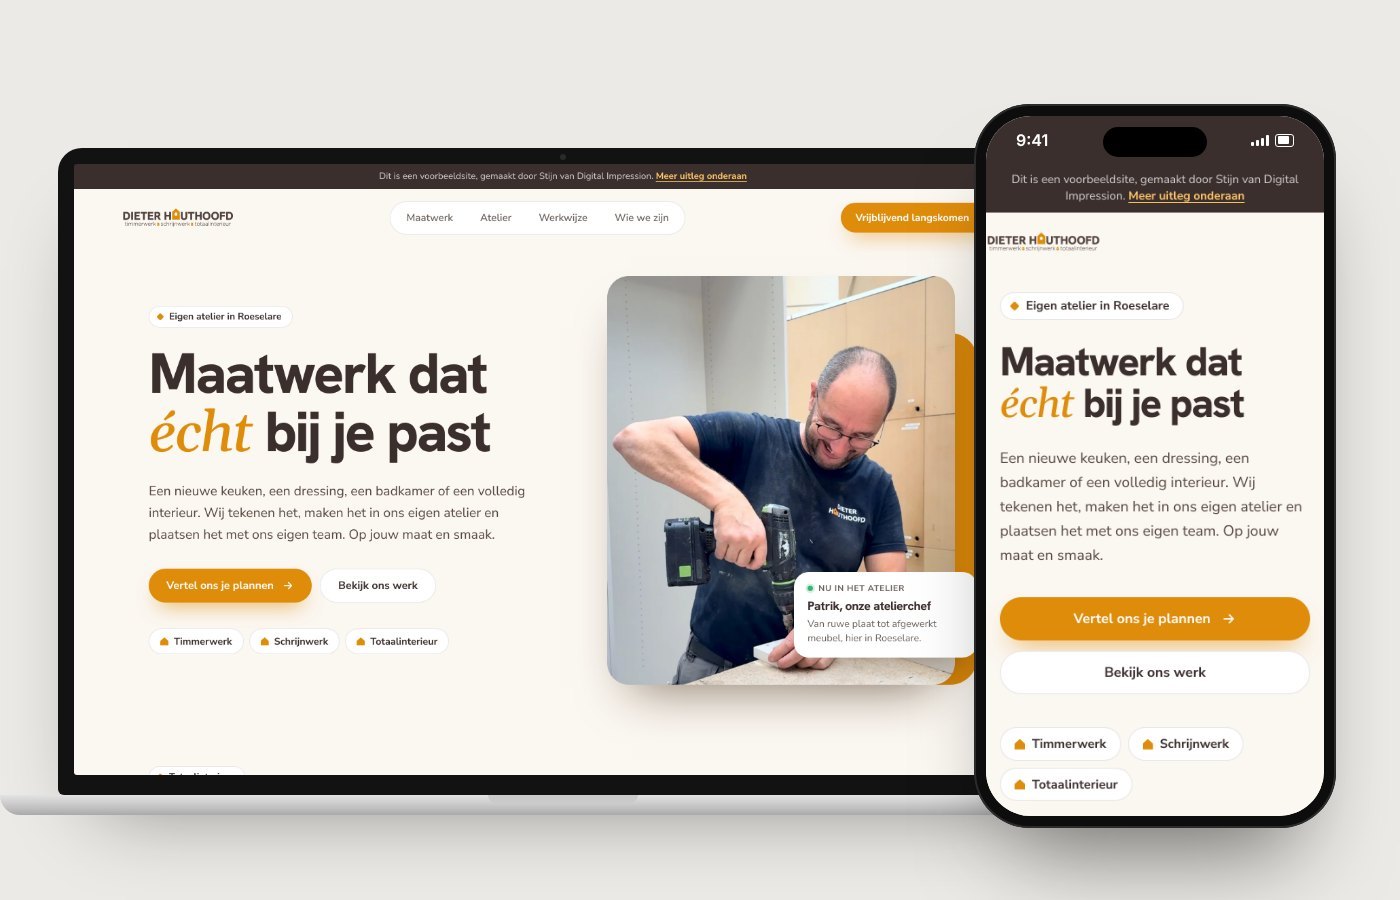 Dit is een voorbeeldsite, gemaakt door Stijn van Digital Impression. Meer uitleg onderaan
DIETER HOUTHOOFD
timmerwerk schrijnwerk totaalinterieur
Maatwerk
Atelier
Werkwijze
Wie we zijn
Vrijblijvend langskomen
Eigen atelier in Roeselare
Maatwerk dat
écht bij je past
Een nieuwe keuken, een dressing, een badkamer of een volledig
interieur. Wij tekenen het, maken het in ons eigen atelier en
plaatsen het met ons eigen team. Op jouw maat en smaak.
Vertel ons je plannen →
Bekijk ons werk
Timmerwerk
Schrijnwerk
Totaalinterieur
DIETER
HOUTHOOFD
NU IN HET ATELIER
Patrik, onze atelierchef
Van ruwe plaat tot afgewerkt
meubel, hier in Roeselare.
9:41
Dit is een voorbeeldsite, gemaakt door Stijn van Digital
Impression. Meer uitleg onderaan
DIETER HOUTHOOFD
timmerwerk schrijnwerk totaalinterieur
Eigen atelier in Roeselare
Maatwerk dat
écht bij je past
Een nieuwe keuken, een dressing, een
badkamer of een volledig interieur. Wij
tekenen het, maken het in ons eigen atelier en
plaatsen het met ons eigen team. Op jouw
maat en smaak.
Vertel ons je plannen →
Bekijk ons werk
Timmerwerk
Schrijnwerk
Totaalinterieur